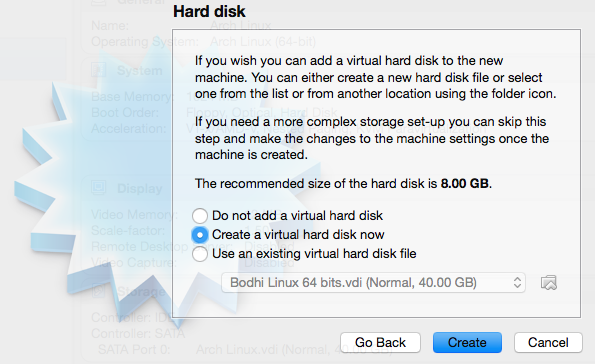 Hard disk
General
Name: Arch Linux
Operating System: Arch Linux (64-bit)
If you wish you can add a virtual hard disk to the new
machine. You can either create a new hard disk file or select
one from the list or from another location using the folder icon.
System
Base Memory:
Boot Order: Floppy, Optical, Hard Disk
Acceleration:
If you need a more complex storage set-up you can skip this
step and make the changes to the machine settings once the
machine is created.
The recommended size of the hard disk is 8.00 GB.
Display
Video Memory:
Scale-factor:
Remote Desktop
Video Capture:
Do not add a virtual hard disk
Create a virtual hard disk now
Use an existing virtual hard disk file
Bodhi Linux 64 bits.vdi (Normal, 40.00 GB)
Storage
Controller: IDE
Controller: SATA
SATA Port 0: Arch Linux.vdi
Go Back
Create
Cancel